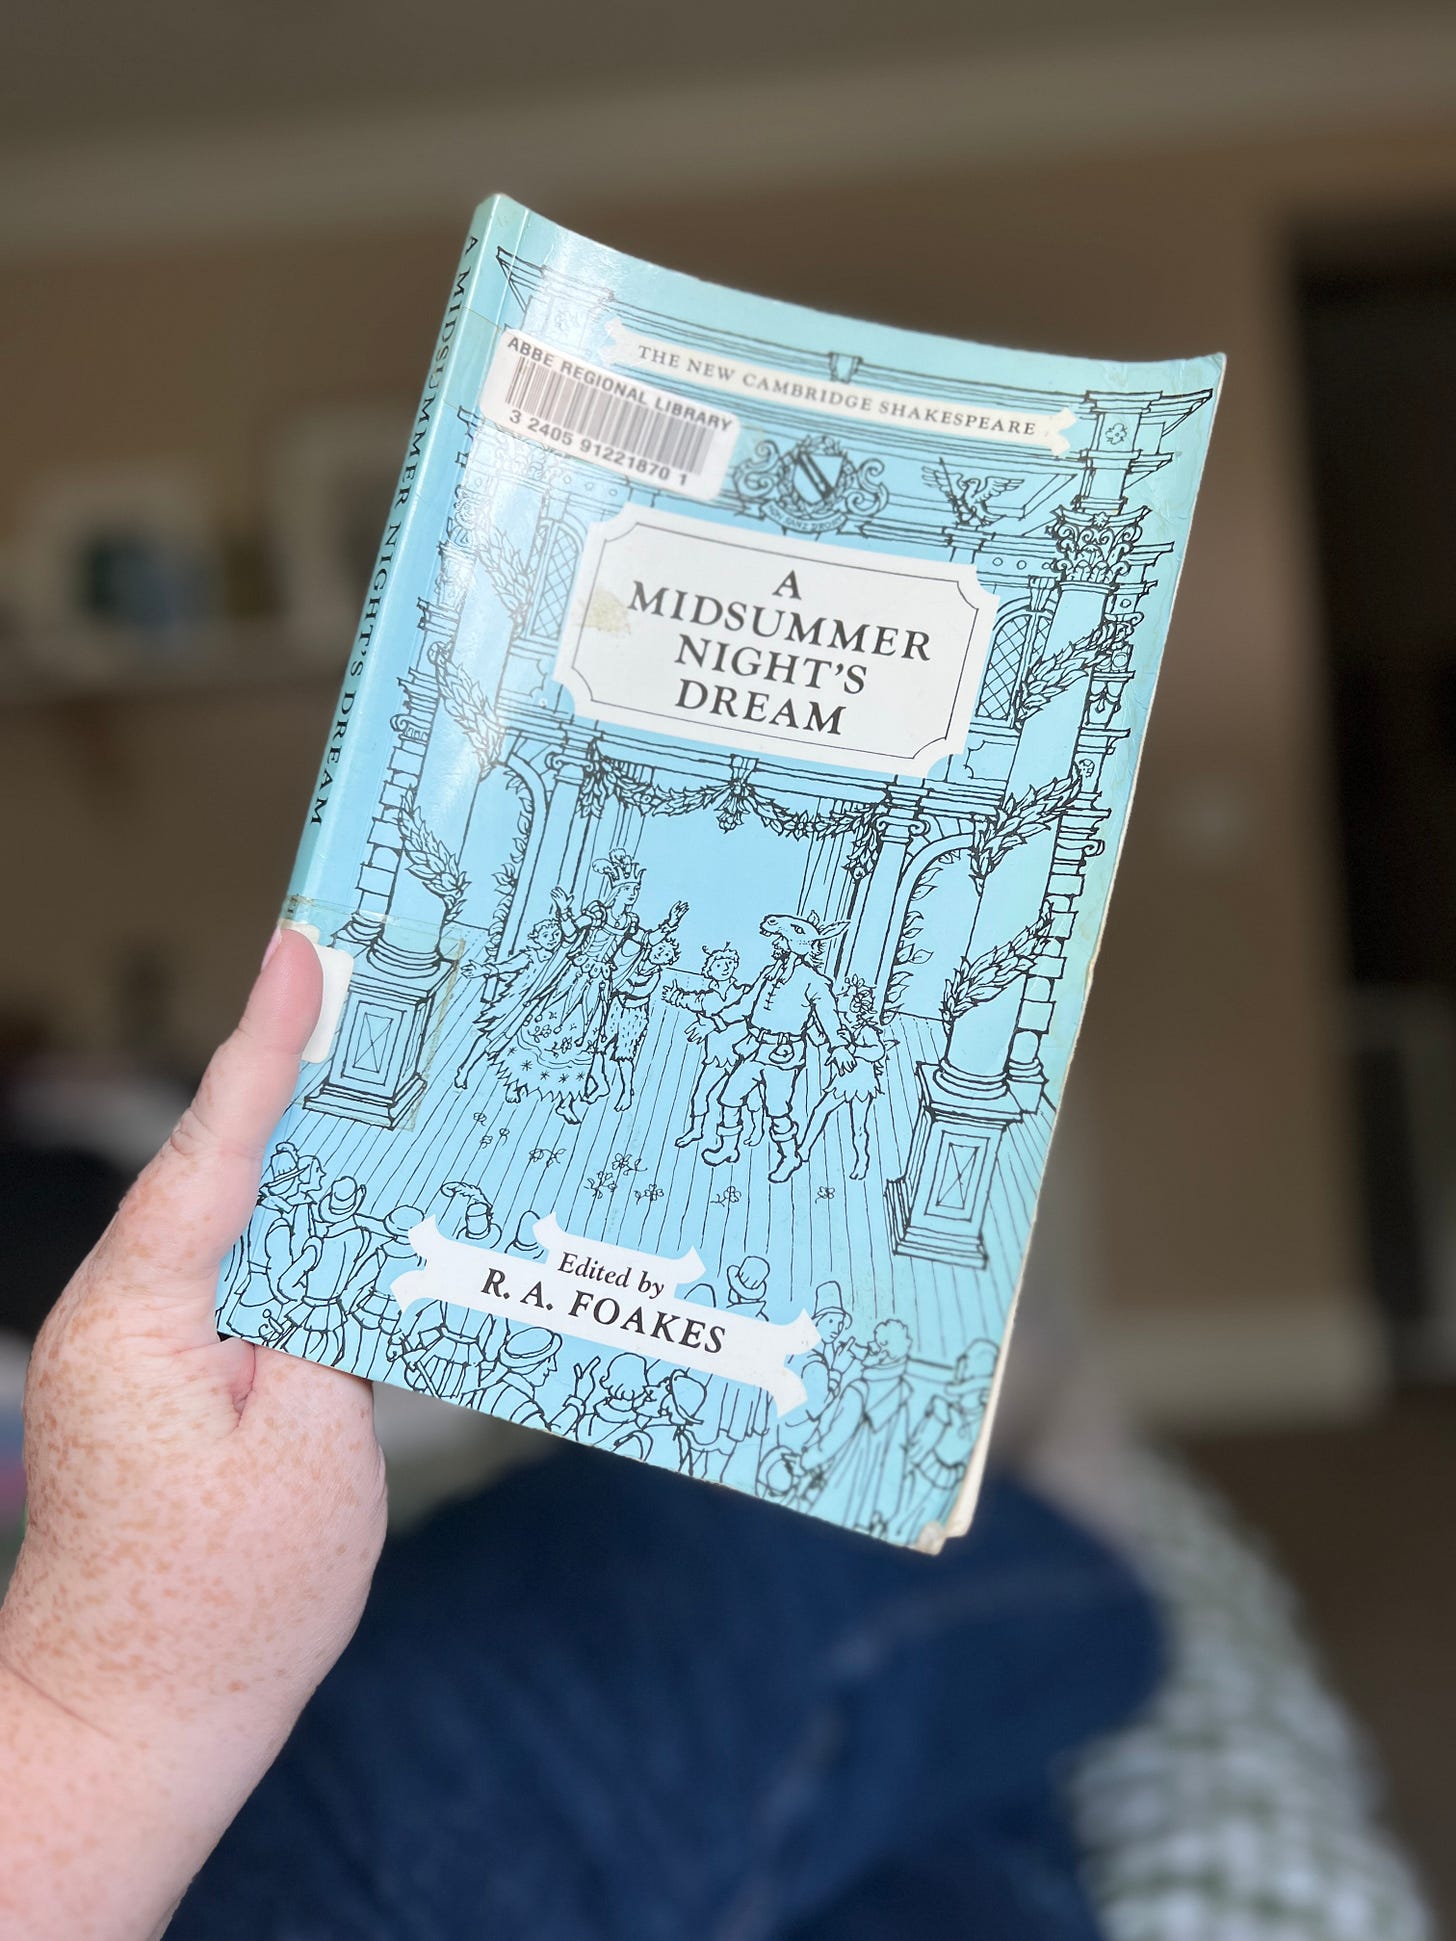 A MIDSUMMER NIGHT'S DREAM
ABBE REGIONAL LIBRARY
3 2405 91221870 1
THE NEW CAMBRIDGE SHAKESPEARE
A
MIDSUMMER
NIGHT'S
DREAM
Edited by
R. A. FOAKES